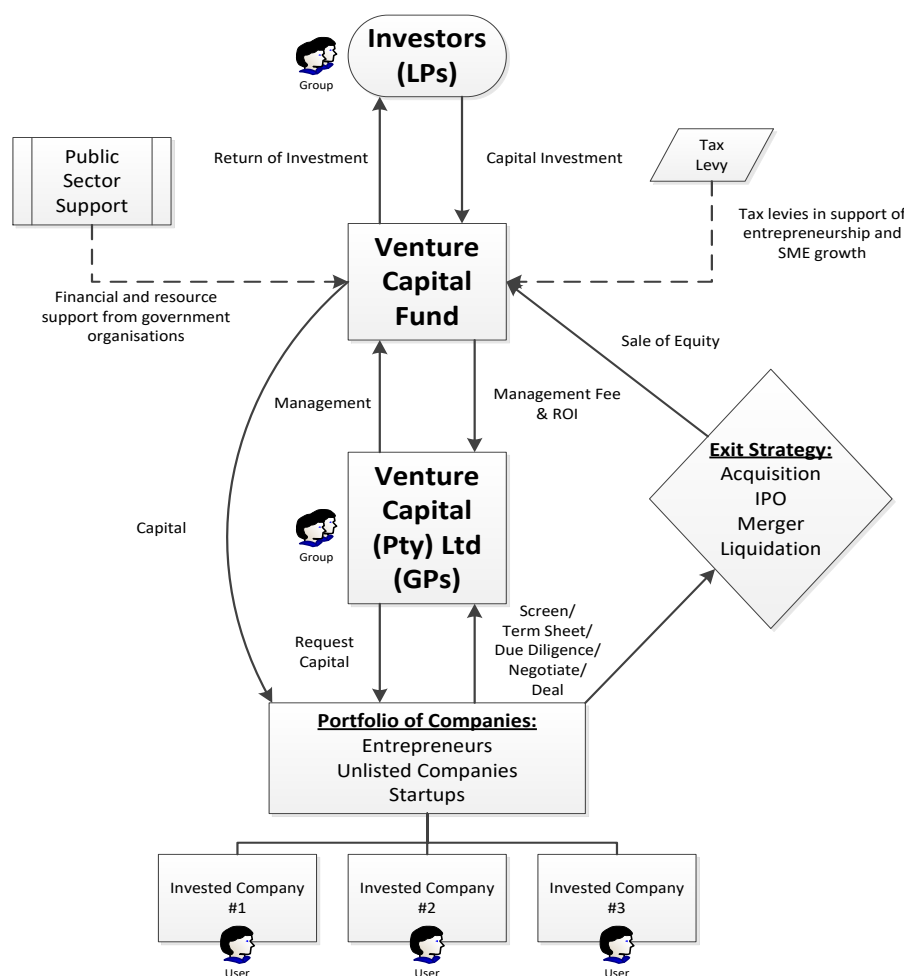 Investors
(LPs)
Group
Public
Sector
Support
Return of Investment
Capital Investment
Tax
Levy
Tax levies in support of
entrepreneurship and
SME growth
Venture
Capital
Fund
Financial and resource
support from government
organisations
Sale of Equity
Management
Management Fee
& ROI
Exit Strategy:
Acquisition
IPO
Merger
Liquidation
Venture
Capital
(Pty) Ltd
(GPs)
Group
Capital
Request
Capital
Screen/
Term Sheet/
Due Diligence/
Negotiate/
Deal
Portfolio of Companies:
Entrepreneurs
Unlisted Companies
Startups
Invested Company
#1
User
Invested Company
#2
User
Invested Company
#3
User